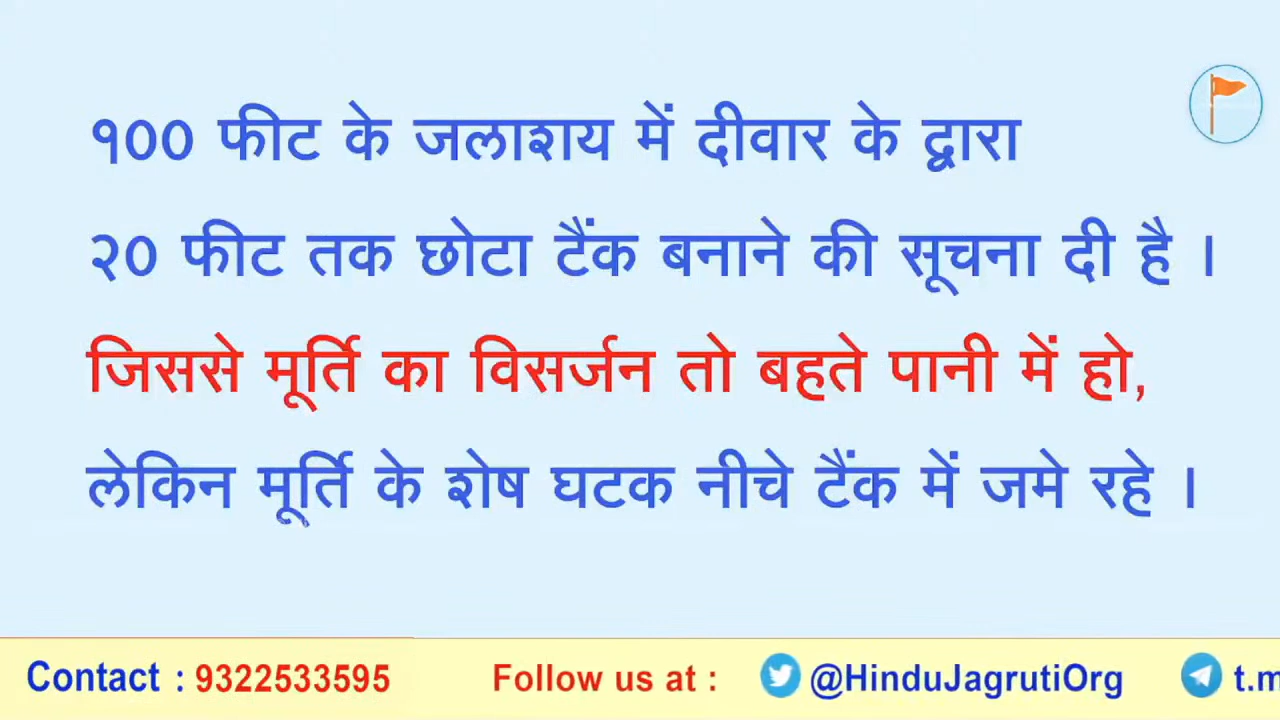 १०० फीट के जलाशय में दीवार के द्वारा
२० फीट तक छोटा टैंक बनाने की सूचना दी है ।
जिससे मूर्ति का विसर्जन तो बहते पानी में हो,
लेकिन मूर्ति के शेष घटक नीचे टैंक में जमे रहे ।
Contact : 9322533595 Follow us at : @HinduJagrutiOrg t.m